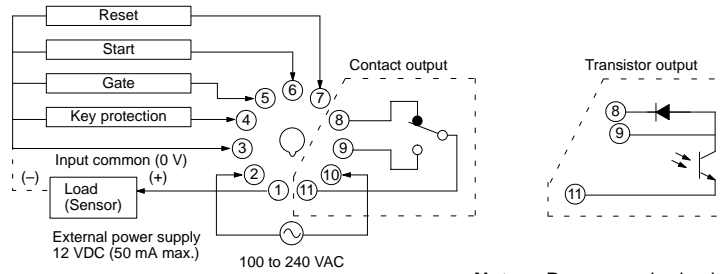 Reset
Start
Gate
Key protection
Contact output
Transistor output
6
5
7
4
8
8
3
9
9
Input common (0 V)
2
10
(–)
(+)
1
11
11
Load
(Sensor)
External power supply
12 VDC (50 mA max.)
100 to 240 VAC